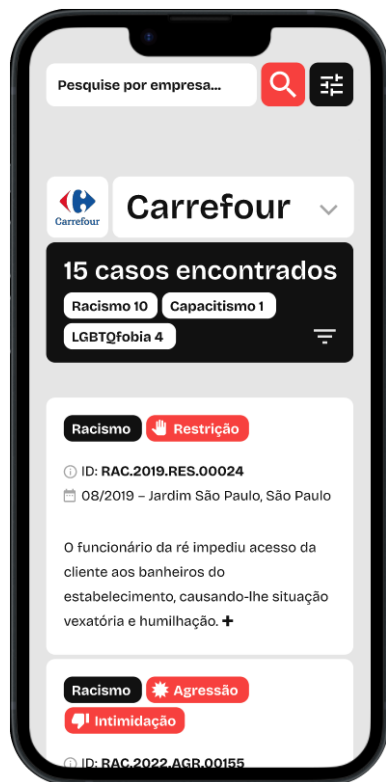 Pesquise por empresa...
Carrefour
Carrefour
15 casos encontrados
Racismo 10 Capacitismo 1
LGBTQfobia 4
Racismo Restrição
ID: RAC.2019.RES.00024
08/2019 – Jardim São Paulo, São Paulo
O funcionário da ré impediu acesso da
cliente aos banheiros do
estabelecimento, causando-lhe situação
vexatória e humilhação. +
Racismo Agressão
Intimidação
ID: RAC.2022.AGR.00155